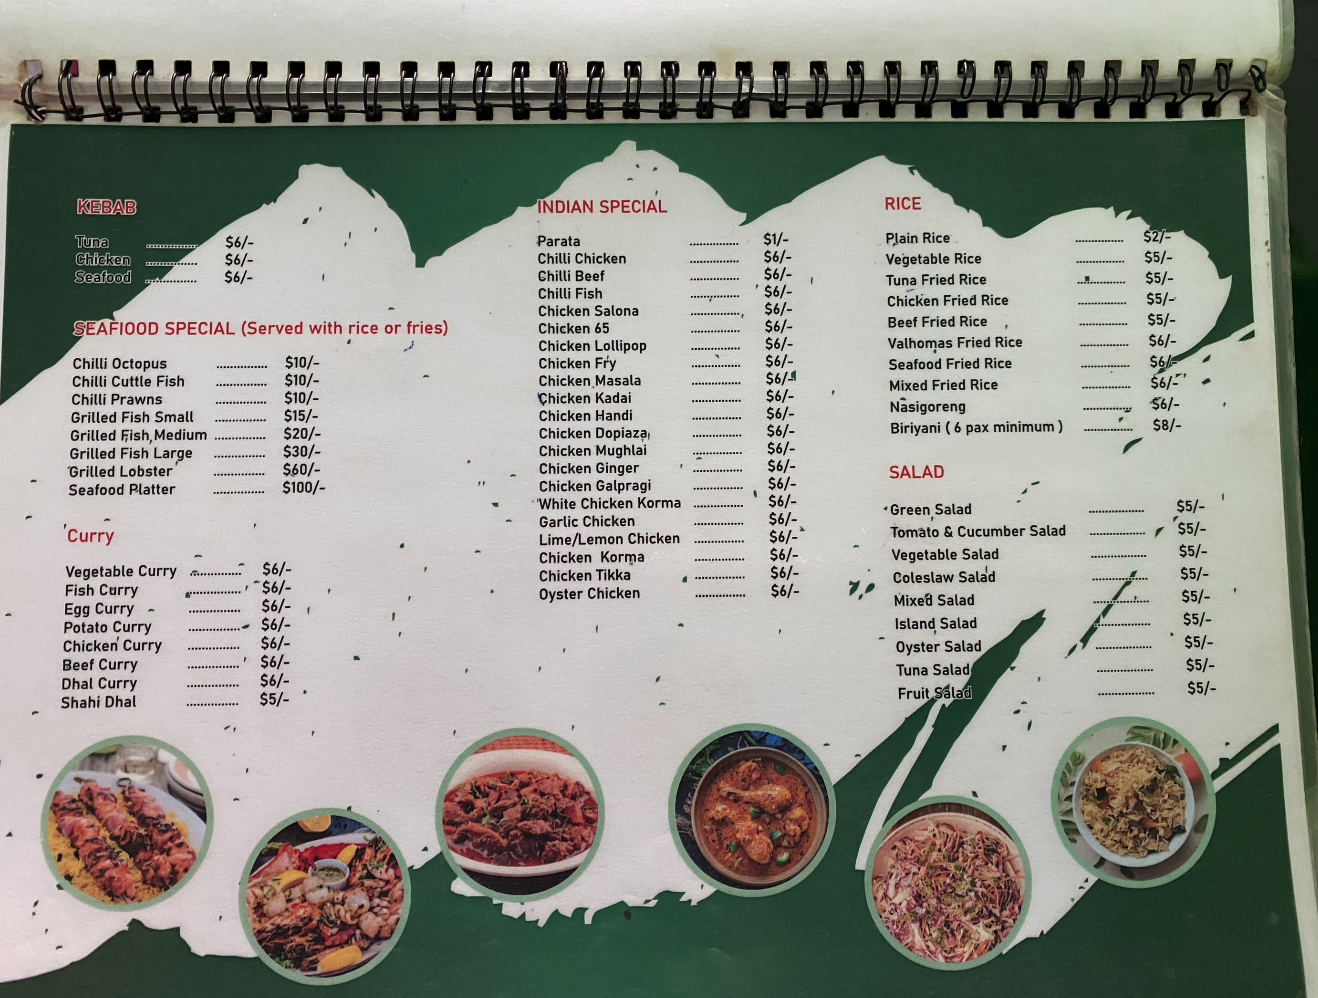 KEBAB
Tuna .............. $6/-
Chicken .............. $6/-
Seafood .............. $6/-
SEAFIOOD SPECIAL (Served with rice or fries)
Chilli Octopus .............. $10/-
Chilli Cuttle Fish .............. $10/-
Chilli Prawns .............. $10/-
Grilled Fish Small .............. $15/-
Grilled Fish Medium .............. $20/-
Grilled Fish Large .............. $30/-
Grilled Lobster .............. $60/-
Seafood Platter .............. $100/-
Curry
Vegetable Curry .............. $6/-
Fish Curry .............. $6/-
Egg Curry .............. $6/-
Potato Curry .............. $6/-
Chicken Curry .............. $6/-
Beef Curry .............. $6/-
Dhal Curry .............. $6/-
Shahi Dhal .............. $5/-
INDIAN SPECIAL
Parata .............. $1/-
Chilli Chicken .............. $6/-
Chilli Beef .............. $6/-
Chilli Fish .............. $6/-
Chicken Salona .............. $6/-
Chicken 65 .............. $6/-
Chicken Lollipop .............. $6/-
Chicken Fry .............. $6/-
Chicken Masala .............. $6/-
Chicken Kadai .............. $6/-
Chicken Handi .............. $6/-
Chicken Dopiaza .............. $6/-
Chicken Mughlai .............. $6/-
Chicken Ginger .............. $6/-
Chicken Galpragi .............. $6/-
White Chicken Korma .............. $6/-
Garlic Chicken .............. $6/-
Lime/Lemon Chicken .............. $6/-
Chicken Korma .............. $6/-
Chicken Tikka .............. $6/-
Oyster Chicken .............. $6/-
RICE
Plain Rice .............. $2/-
Vegetable Rice .............. $5/-
Tuna Fried Rice .............. $5/-
Chicken Fried Rice .............. $5/-
Beef Fried Rice .............. $5/-
Valhomas Fried Rice .............. $6/-
Seafood Fried Rice .............. $6/-
Mixed Fried Rice .............. $6/-
Nasigoreng .............. $6/-
Biriyani ( 6 pax minimum ) .............. $8/-
SALAD
Green Salad .............. $5/-
Tomato & Cucumber Salad .............. $5/-
Vegetable Salad .............. $5/-
Coleslaw Salad .............. $5/-
Mixed Salad .............. $5/-
Island Salad .............. $5/-
Oyster Salad .............. $5/-
Tuna Salad .............. $5/-
Fruit Salad .............. $5/-